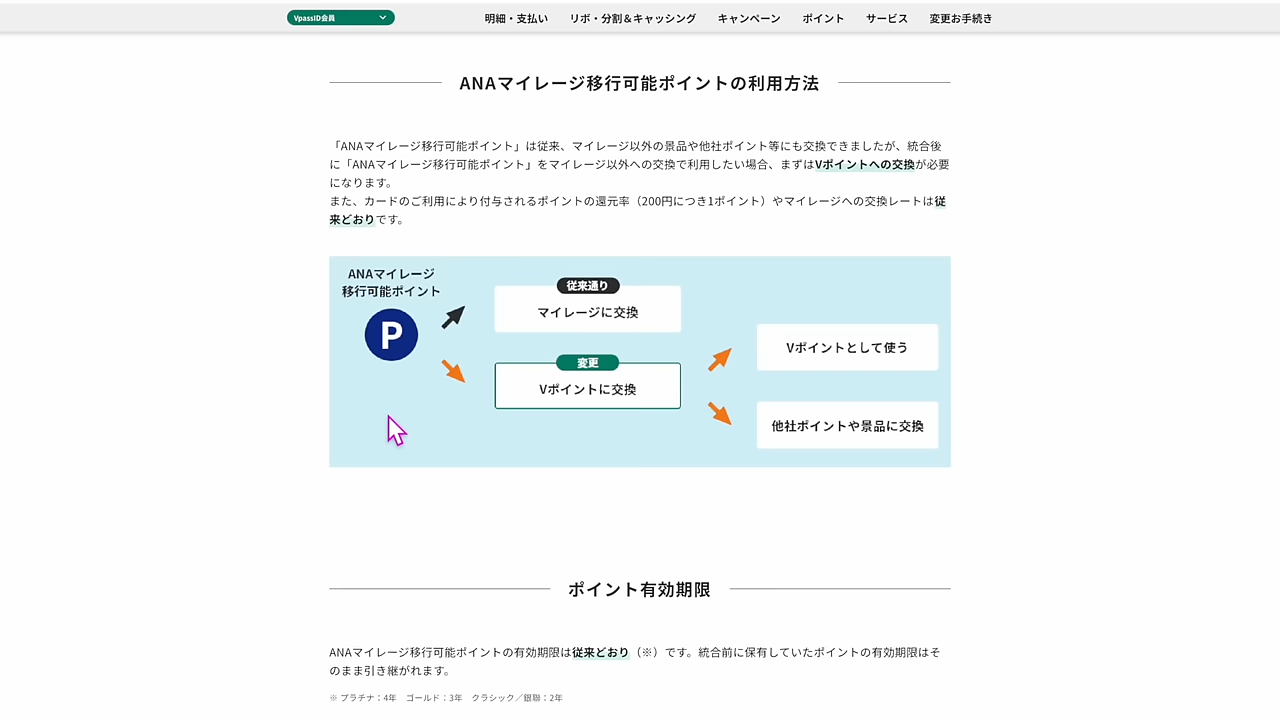 VpassID会員
明細・支払い リボ・分割＆キャッシング キャンペーン ポイント サービス 変更お手続き
ANAマイレージ移行可能ポイントの利用方法
「ANAマイレージ移行可能ポイント」は従来、マイレージ以外の景品や他社ポイント等にも交換できましたが、統合後
に「ANAマイレージ移行可能ポイント」をマイレージ以外への交換で利用したい場合、まずはVポイントへの交換が必要
になります。
また、カードのご利用により付与されるポイントの還元率（200円につき1ポイント）やマイレージへの交換レートは従
来どおりです。
ANAマイレージ
移行可能ポイント
P
従来通り
マイレージに交換
変更
Vポイントに交換
Vポイントとして使う
他社ポイントや景品に交換
ポイント有効期限
ANAマイレージ移行可能ポイントの有効期限は従来どおり（※）です。統合前に保有していたポイントの有効期限はそ
のまま引き継がれます。
※ プラチナ：4年 ゴールド：3年 クラシック／銀聯：2年